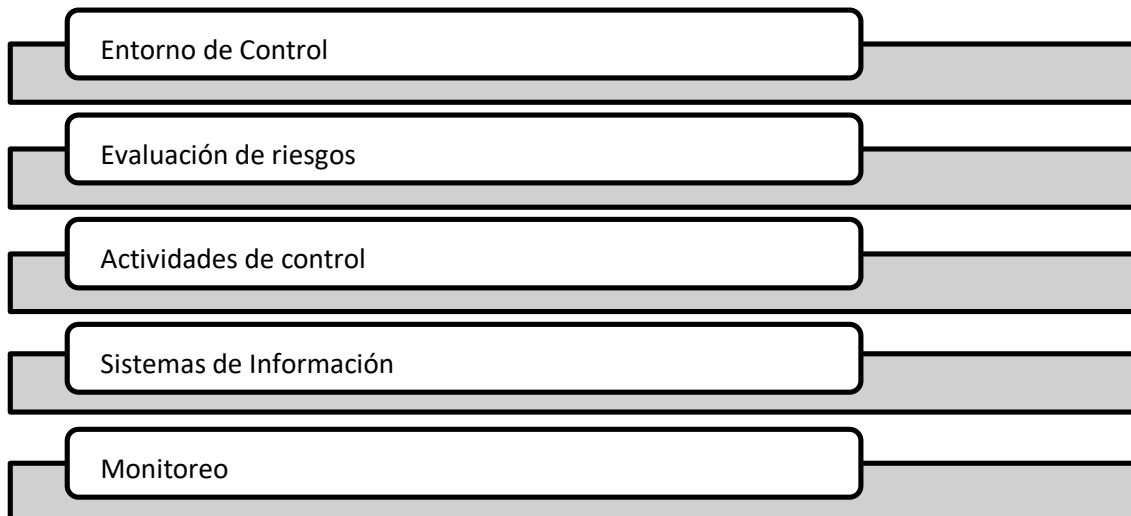 Entorno de Control
Evaluación de riesgos
Actividades de control
Sistemas de Información
Monitoreo